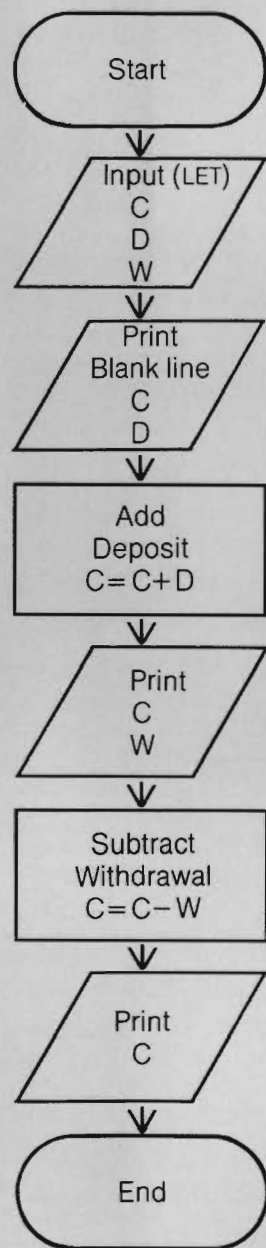 Start
Input (LET)
C
D
W
Print
Blank line
C
D
Add
Deposit
C=C+D
Print
C
W
Subtract
Withdrawal
C=C−W
Print
C
End